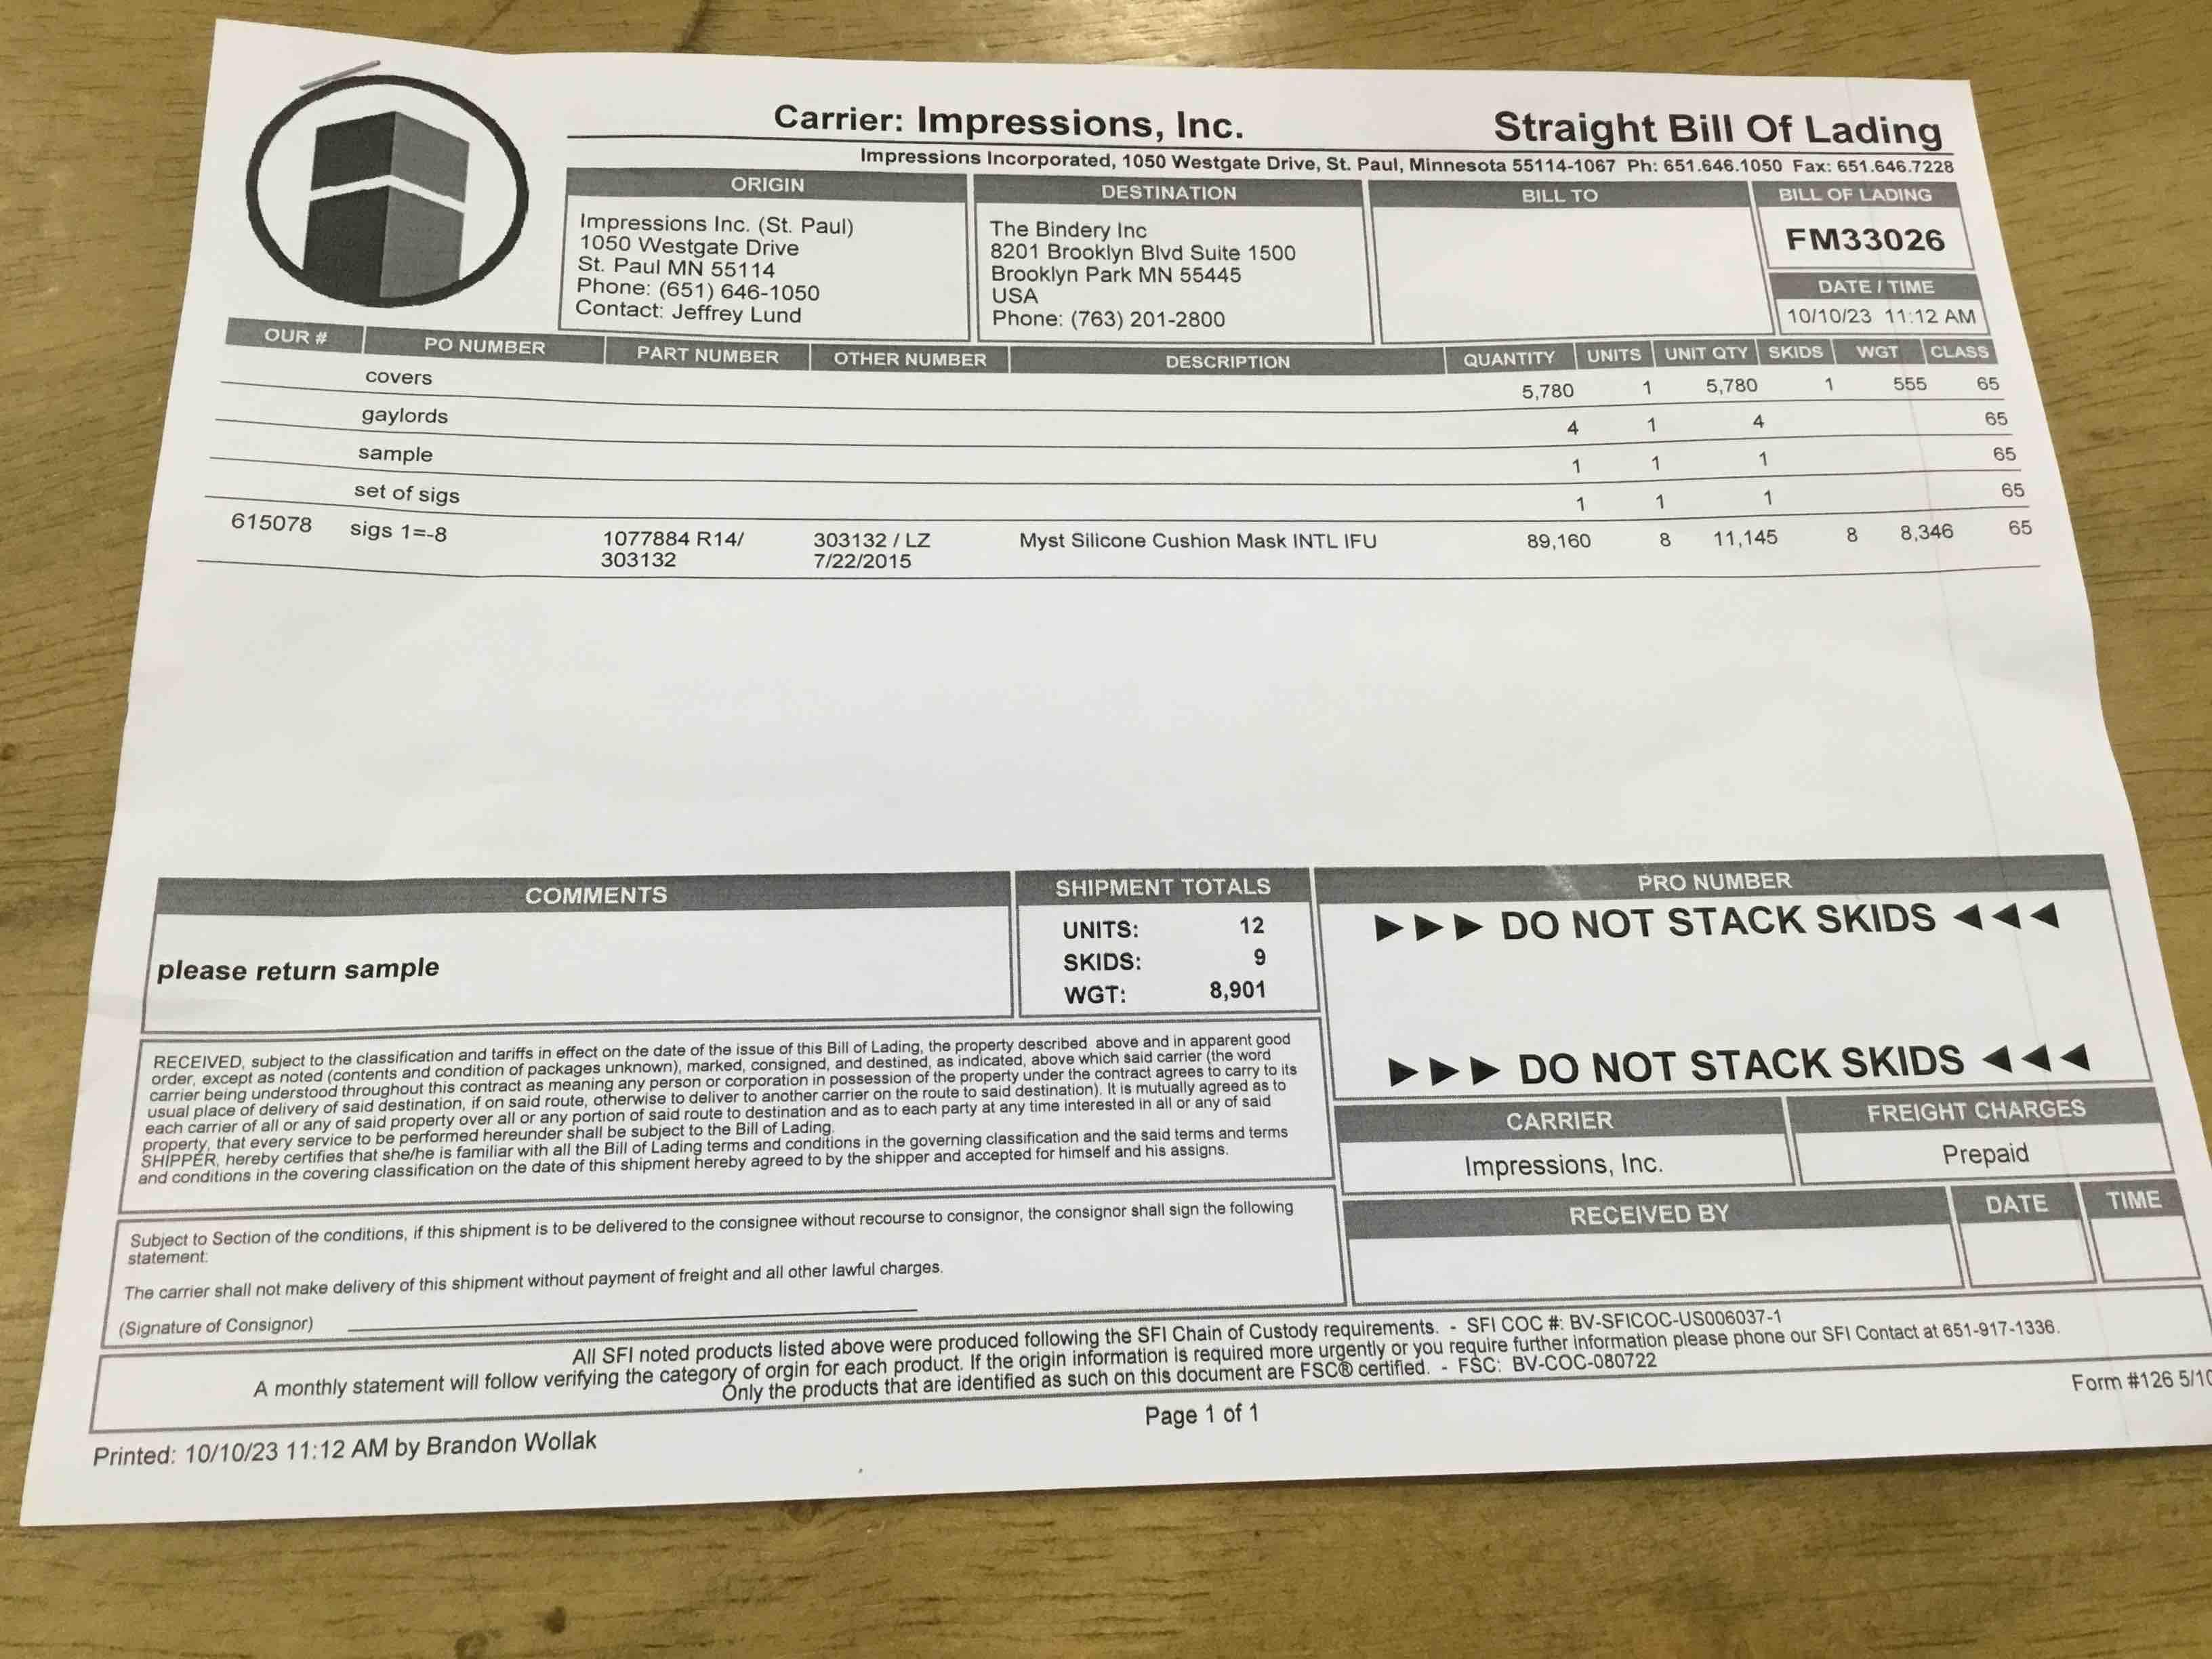 Carrier: Impressions, Inc.
Straight Bill Of Lading
Impressions Incorporated, 1050 Westgate Drive, St. Paul, Minnesota 55114-1067 Ph: 651.646.1050 Fax: 651.646.7228
ORIGIN
Impressions Inc. (St. Paul)
1050 Westgate Drive
St. Paul MN 55114
Phone: (651) 646-1050
Contact: Jeffrey Lund
DESTINATION
The Bindery Inc
8201 Brooklyn Blvd Suite 1500
Brooklyn Park MN 55445
USA
Phone: (763) 201-2800
BILL TO
BILL OF LADING
FM33026
DATE / TIME
10/10/23 11:12 AM
OUR # PO NUMBER PART NUMBER OTHER NUMBER DESCRIPTION QUANTITY UNITS UNIT QTY SKIDS WGT CLASS
covers 5,780 1 5,780 1 555 65
gaylords 4 1 4 65
sample 1 1 1 65
set of sigs 1 1 1 65
615078 sigs 1=-8 1077884 R14/ 303132 / LZ Myst Silicone Cushion Mask INTL IFU 89,160 8 11,145 8 8,346 65
303132 7/22/2015
COMMENTS
please return sample
SHIPMENT TOTALS
UNITS: 12
SKIDS: 9
WGT: 8,901
PRO NUMBER
▶▶▶ DO NOT STACK SKIDS ◀◀◀
▶▶▶ DO NOT STACK SKIDS ◀◀◀
RECEIVED, subject to the classification and tariffs in effect on the date of the issue of this Bill of Lading, the property described above and in apparent good
order, except as noted (contents and condition of packages unknown), marked, consigned, and destined, as indicated, above which said carrier (the word
carrier being understood throughout this contract as meaning any person or corporation in possession of the property under the contract agrees to carry to its
usual place of delivery of said destination, if on said route, otherwise to deliver to another carrier on the route to said destination). It is mutually agreed as to
each carrier of all or any of said property over all or any portion of said route to destination and as to each party at any time interested in all or any of said
property, that every service to be performed hereunder shall be subject to the Bill of Lading.
SHIPPER, hereby certifies that she/he is familiar with all the Bill of Lading terms and conditions in the governing classification and the said terms and terms
and conditions in the covering classification on the date of this shipment hereby agreed to by the shipper and accepted for himself and his assigns.
CARRIER
Impressions, Inc.
FREIGHT CHARGES
Prepaid
RECEIVED BY DATE TIME
Subject to Section of the conditions, if this shipment is to be delivered to the consignee without recourse to consignor, the consignor shall sign the following
statement:
The carrier shall not make delivery of this shipment without payment of freight and all other lawful charges.
(Signature of Consignor)
All SFI noted products listed above were produced following the SFI Chain of Custody requirements. - SFI COC #: BV-SFICOC-US006037-1
A monthly statement will follow verifying the category of orgin for each product. If the origin information is required more urgently or you require further information please phone our SFI Contact at 651-917-1336.
Only the products that are identified as such on this document are FSC® certified. - FSC: BV-COC-080722
Form #126 5/10
Page 1 of 1
Printed: 10/10/23 11:12 AM by Brandon Wollak